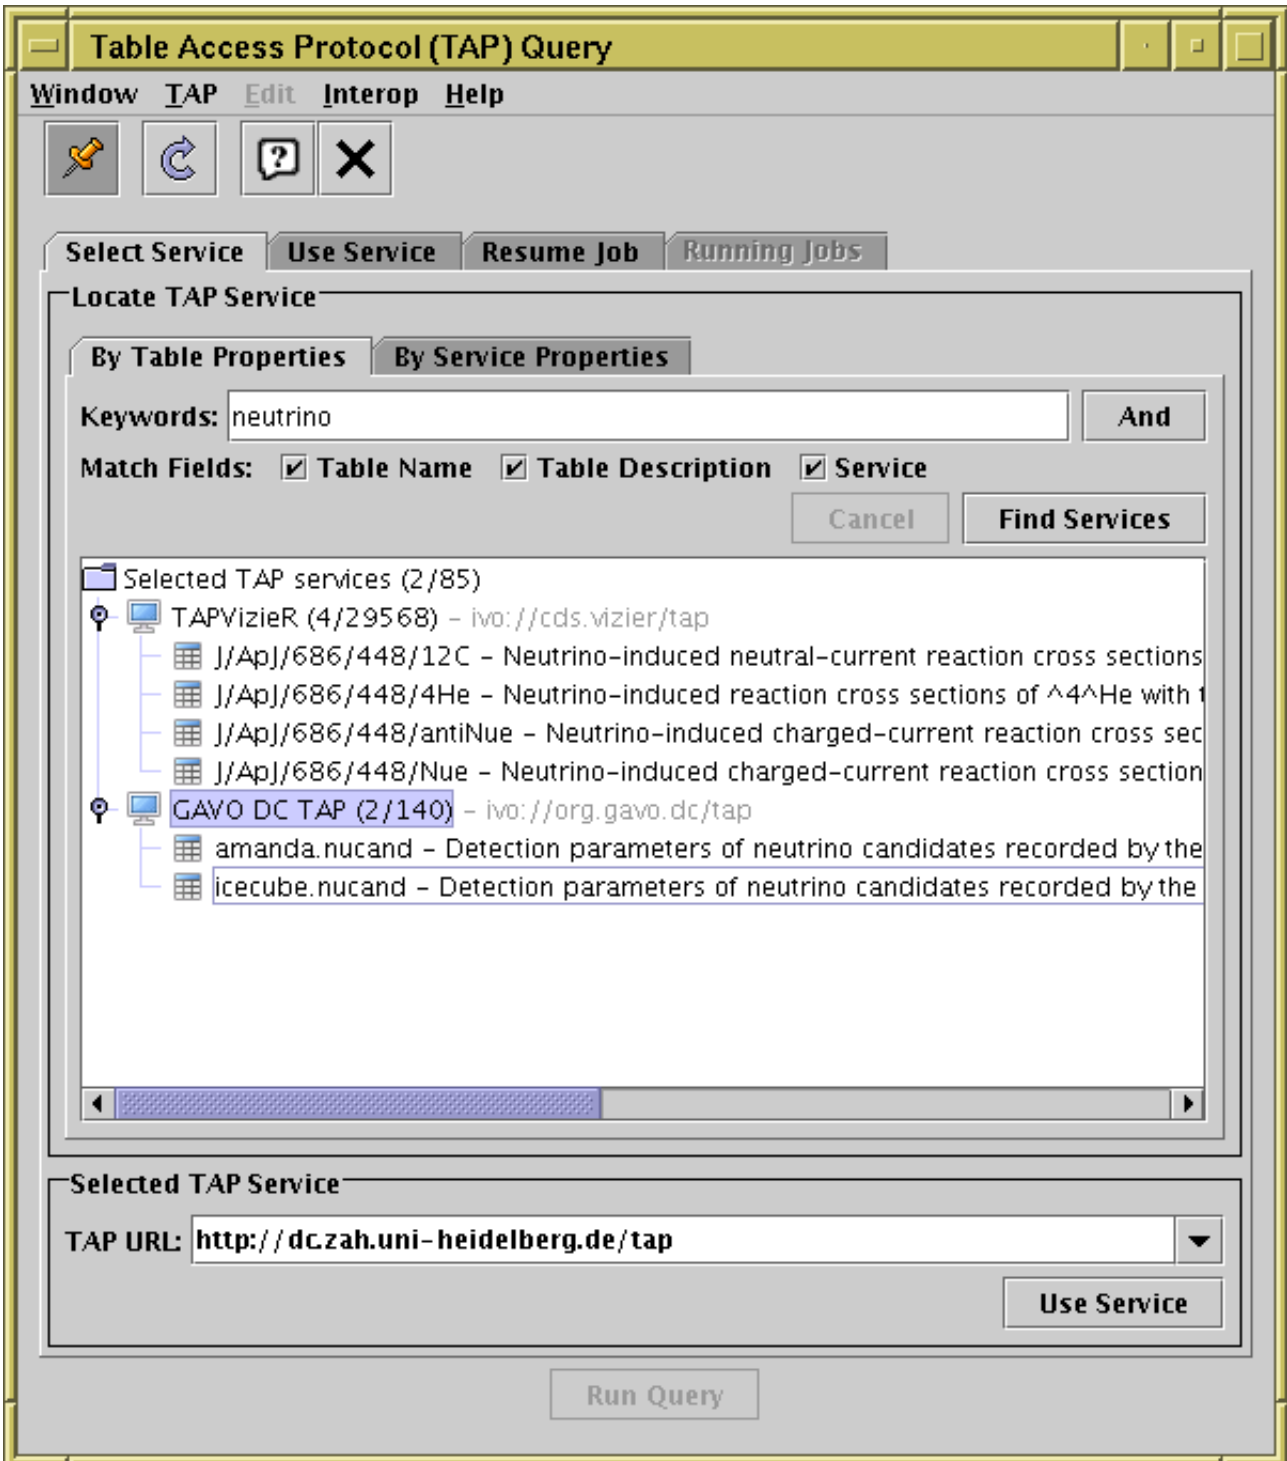 Table Access Protocol (TAP) Query
Window TAP Edit Interop Help
Select Service Use Service Resume Job Running Jobs
Locate TAP Service
By Table Properties By Service Properties
Keywords: neutrino And
Match Fields: Table Name Table Description Service
Cancel Find Services
Selected TAP services (2/85)
TAPVizieR (4/29568) – ivo://cds.vizier/tap
J/ApJ/686/448/12C – Neutrino-induced neutral-current reaction cross sections
J/ApJ/686/448/4He – Neutrino-induced reaction cross sections of ^4^He with t
J/ApJ/686/448/antiNue – Neutrino-induced charged-current reaction cross sec
J/ApJ/686/448/Nue – Neutrino-induced charged-current reaction cross section
GAVO DC TAP (2/140) – ivo://org.gavo.dc/tap
amanda.nucand – Detection parameters of neutrino candidates recorded by the
icecube.nucand – Detection parameters of neutrino candidates recorded by the
Selected TAP Service
TAP URL: http://dc.zah.uni-heidelberg.de/tap
Use Service
Run Query